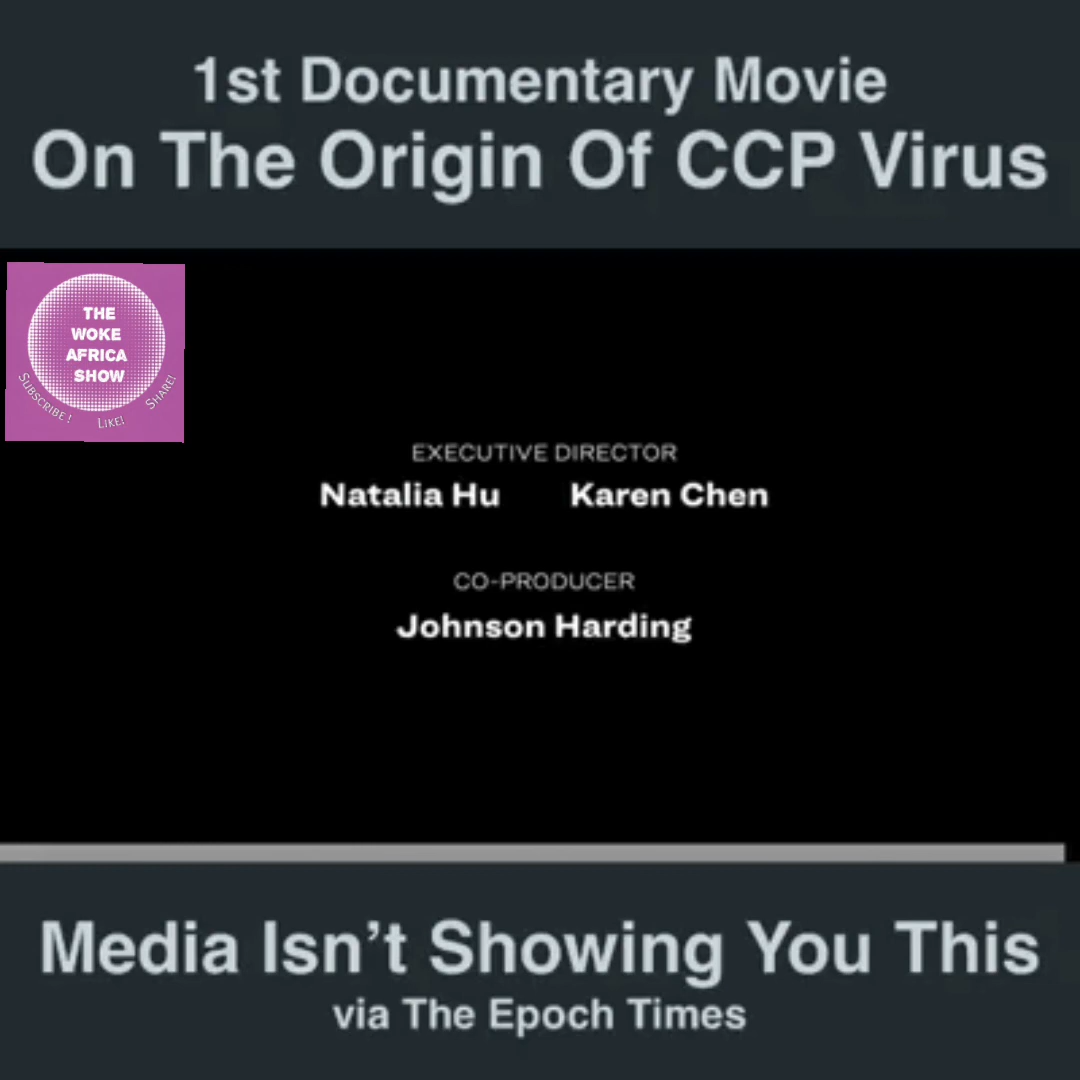 1st Documentary Movie
On The Origin Of CCP Virus
THE
WOKE
AFRICA
SHOW
SUBSCRIBE! LIKE! SHARE!
EXECUTIVE DIRECTOR
Natalia Hu Karen Chen
CO-PRODUCER
Johnson Harding
Media Isn’t Showing You This
via The Epoch Times